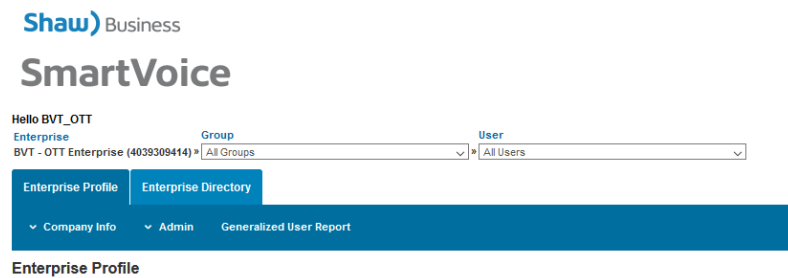 Shaw) Business
SmartVoice
Hello BVT_OTT
Enterprise Group User
BVT - OTT Enterprise (4039309414) » All Groups » All Users
Enterprise Profile Enterprise Directory
Company Info Admin Generalized User Report
Enterprise Profile